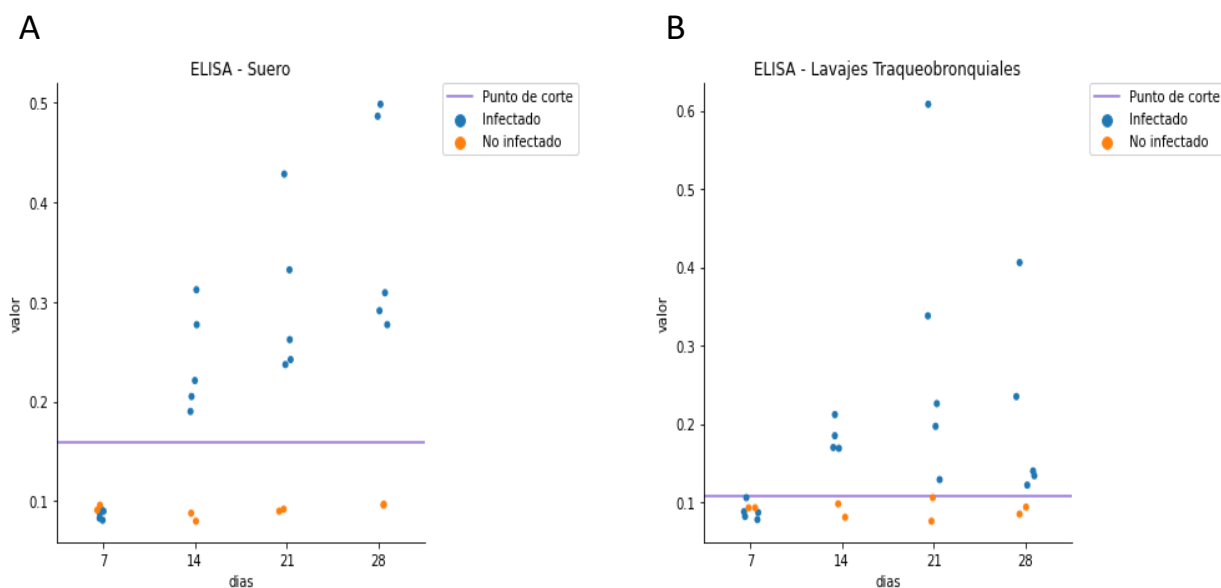 A
B
ELISA - Suero
0.5
0.4
0.3
0.2
0.1
valor
7 14 21 28
dias
Punto de corte
Infectado
No infectado
ELISA - Lavajes Traqueobronquiales
0.6
0.5
0.4
0.3
0.2
0.1
valor
7 14 21 28
dias
Punto de corte
Infectado
No infectado